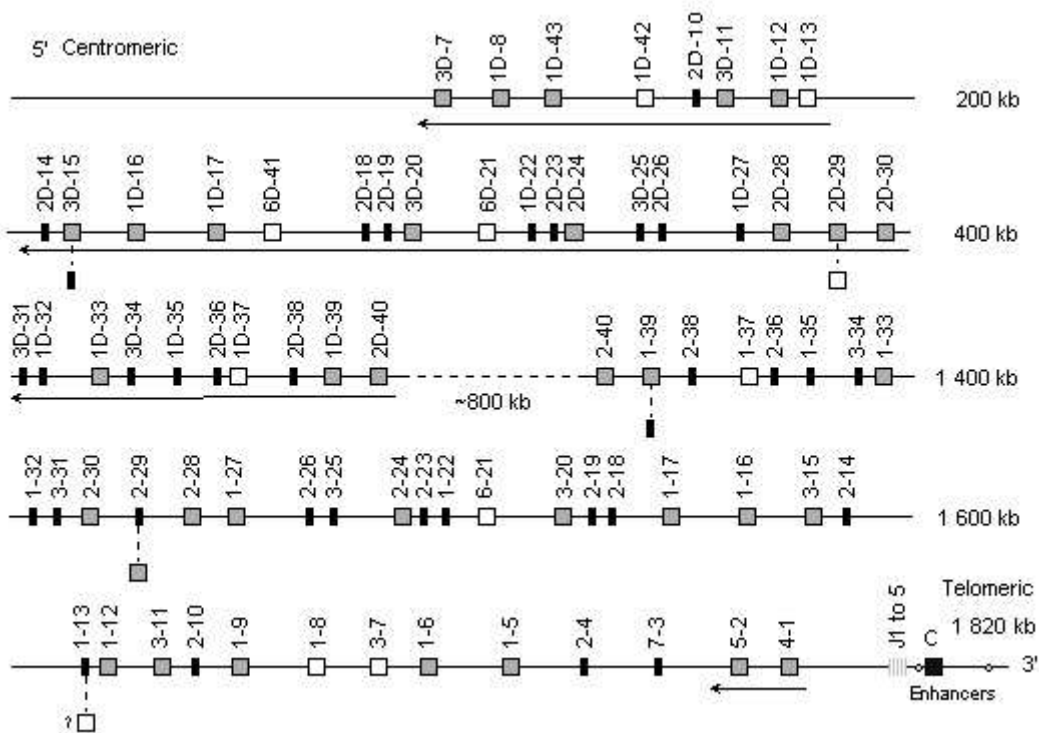 5' Centromeric
3D-7 1D-8 1D-43 1D-42 2D-10 3D-11 1D-12 1D-13
200 kb
2D-14 3D-15 1D-16 1D-17 6D-41 2D-18 2D-19 3D-20 6D-21 1D-22 2D-23 2D-24 3D-25 2D-26 1D-27 2D-28 2D-29 2D-30
400 kb
3D-31 1D-32 1D-33 3D-34 1D-35 2D-36 1D-37 2D-38 1D-39 2D-40 2-40 1-39 2-38 1-37 2-36 1-35 3-34 1-33
1 400 kb
~800 kb
1-32 3-31 2-30 2-29 2-28 1-27 2-26 3-25 2-24 2-23 1-22 6-21 3-20 2-19 2-18 1-17 1-16 3-15 2-14
1 600 kb
Telomeric
1 820 kb
1-13 1-12 3-11 2-10 1-9 1-8 3-7 1-6 1-5 2-4 7-3 5-2 4-1 J1 to 5 C
3'
Enhancers
?